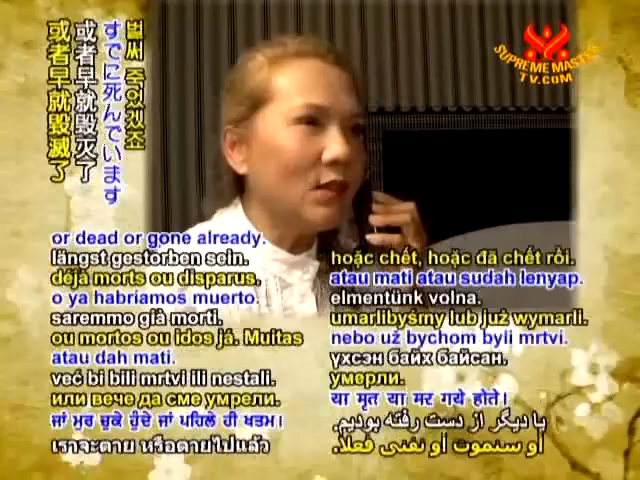 벌써 죽었겠죠
すでに死んでいます
或者早就毁灭了
或者早就毀滅了
SUPREME MASTER
TV.COM
or dead or gone already.
längst gestorben sein.
déjà morts ou disparus.
o ya habríamos muerto.
saremmo già morti.
ou mortos ou idos já. Muitas
atau dah mati.
već bi bili mrtvi ili nestali.
или вече да сме умрели.
ਜਾਂ ਮੁਰ ਚੁਕੇ ਹੁੰਦੇ ਜਾਂ ਪਹਿਲੇ ਹੀ ਖਤਮ।
เราจะตาย หรือตายไปแล้ว
hoặc chết, hoặc đã chết rồi.
atau mati atau sudah lenyap.
elmentünk volna.
umarlibyśmy lub już wymarli.
nebo už bychom byli mrtví.
үхсэн байх байсан.
умерли.
या मृत या मर गये होते।
یا دیگر از دست رفته بودیم.
أو سنموت أو نفنى فعلاً.